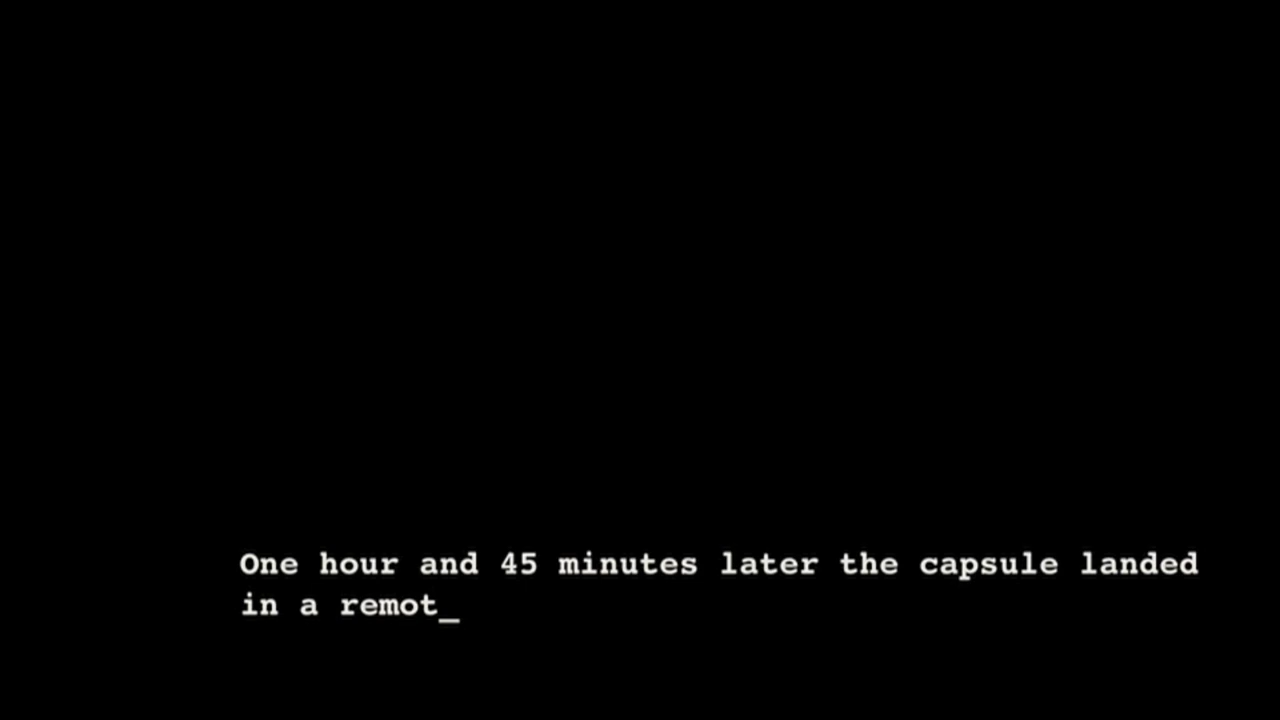 One hour and 45 minutes later the capsule landed
in a remot_